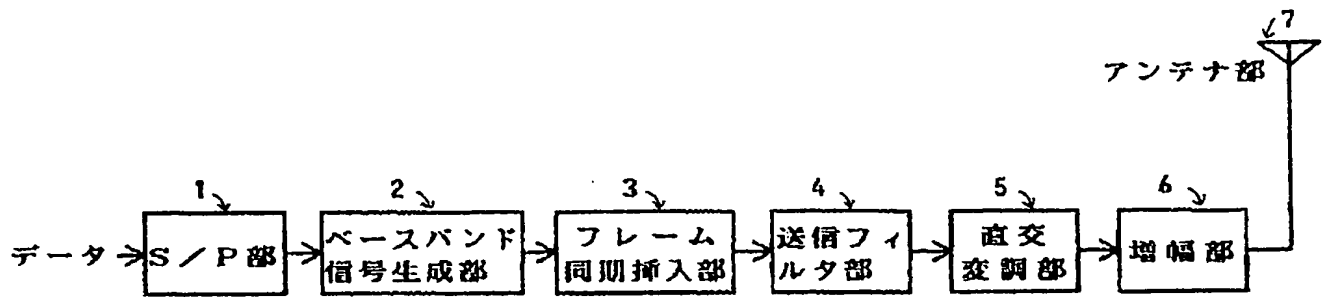 7
アンテナ部
1
2
3
4
5
6
データ
S/P部
ベースバンド
信号生成部
フレーム
同期挿入部
送信フィ
ルタ部
直交
変調部
増幅部